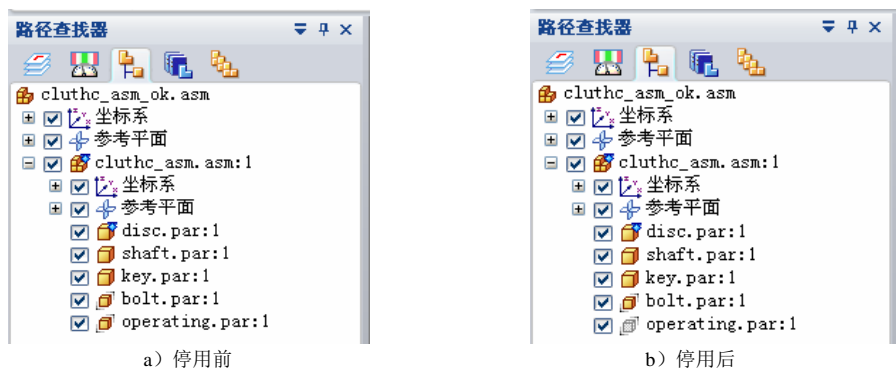 路径查找器
cluthc_asm_ok.asm
坐标系
参考平面
cluthc_asm.asm:1
坐标系
参考平面
disc.par:1
shaft.par:1
key.par:1
bolt.par:1
operating.par:1
a）停用前
路径查找器
cluthc_asm_ok.asm
坐标系
参考平面
cluthc_asm.asm:1
坐标系
参考平面
disc.par:1
shaft.par:1
key.par:1
bolt.par:1
operating.par:1
b）停用后